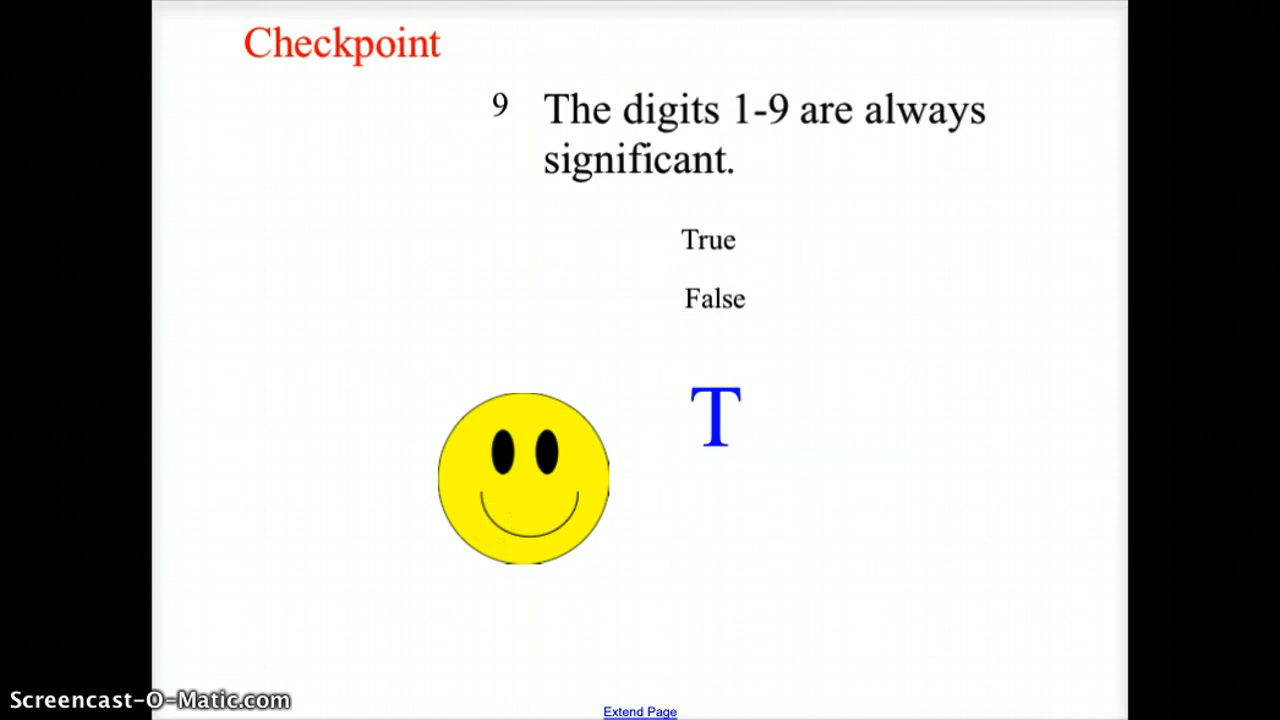 Checkpoint
9 The digits 1-9 are always
significant.
True
False
T
Screencast-O-Matic.com
Extend Page